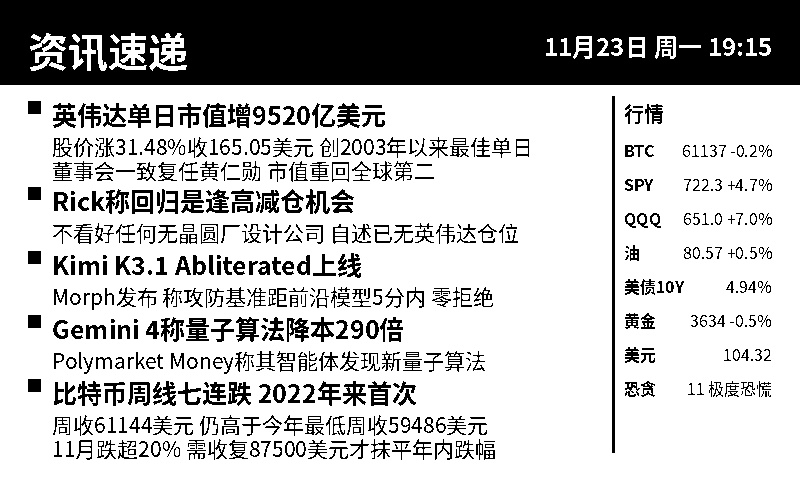 资讯速递
11月23日 周一 19:15
英伟达单日市值增9520亿美元
股价涨31.48%收165.05美元 创2003年以来最佳单日
董事会一致复任黄仁勋 市值重回全球第二
Rick称回归是逢高减仓机会
不看好任何无晶圆厂设计公司 自述已无英伟达仓位
Kimi K3.1 Abliterated上线
Morph发布 称攻防基准距前沿模型5分内 零拒绝
Gemini 4称量子算法降本290倍
Polymarket Money称其智能体发现新量子算法
比特币周线七连跌 2022年来首次
周收61144美元 仍高于今年最低周收59486美元
11月跌超20% 需收复87500美元才抹平年内跌幅
行情
BTC 61137 -0.2%
SPY 722.3 +4.7%
QQQ 651.0 +7.0%
油 80.57 +0.5%
美债10Y 4.94%
黄金 3634 -0.5%
美元 104.32
恐贪 11 极度恐慌